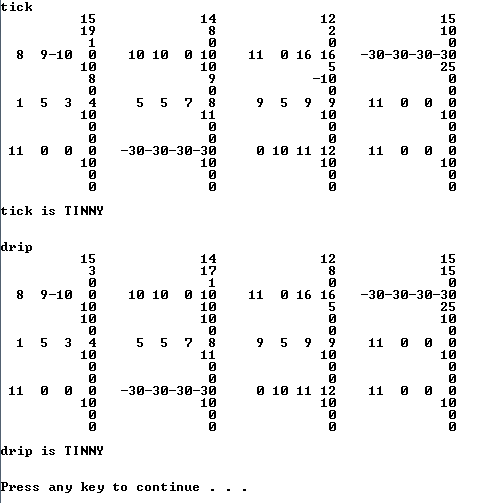 tick
15 14 12 15
19 8 2 10
1 0 0 0
8 9-10 0 10 10 0 10 11 0 16 16 -30-30-30-30
10 10 5 25
8 9 -10 0
0 0 0 0
1 5 3 4 5 5 7 8 9 5 9 9 11 0 0 0
10 11 10 10
0 0 0 0
0 0 0 0
11 0 0 0 -30-30-30-30 0 10 11 12 11 0 0 0
10 10 10 10
0 0 0 0
0 0 0 0
tick is TINNY
drip
15 14 12 15
3 17 8 15
0 1 0 0
8 9-10 0 10 10 0 10 11 0 16 16 -30-30-30-30
10 10 5 25
10 10 0 10
0 0 0 0
1 5 3 4 5 5 7 8 9 5 9 9 11 0 0 0
10 11 10 10
0 0 0 0
0 0 0 0
11 0 0 0 -30-30-30-30 0 10 11 12 11 0 0 0
10 10 10 10
0 0 0 0
0 0 0 0
drip is TINNY
Press any key to continue . . .